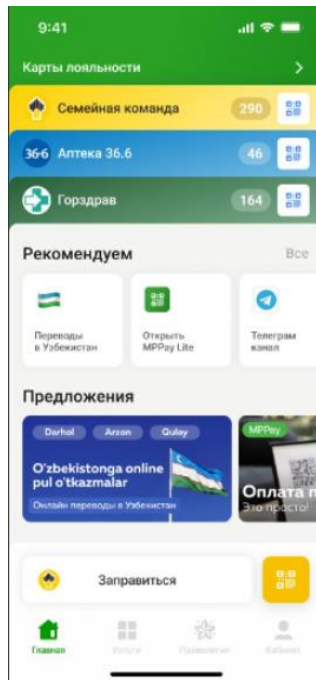 9:41
Карты лояльности
Семейная команда 290
36·6 Аптека 36.6 46
Горздрав 164
Рекомендуем Все
Переводы
в Узбекистан
Открыть
MPPay Lite
Телеграм
канал
Предложения
Darhol Arzon Qulay
O'zbekistonga online
pul o'tkazmalar
Онлайн переводы в Узбекистан
MPPay
Оплата п
Это просто!
Заправиться
Главная Услуги Кабинет